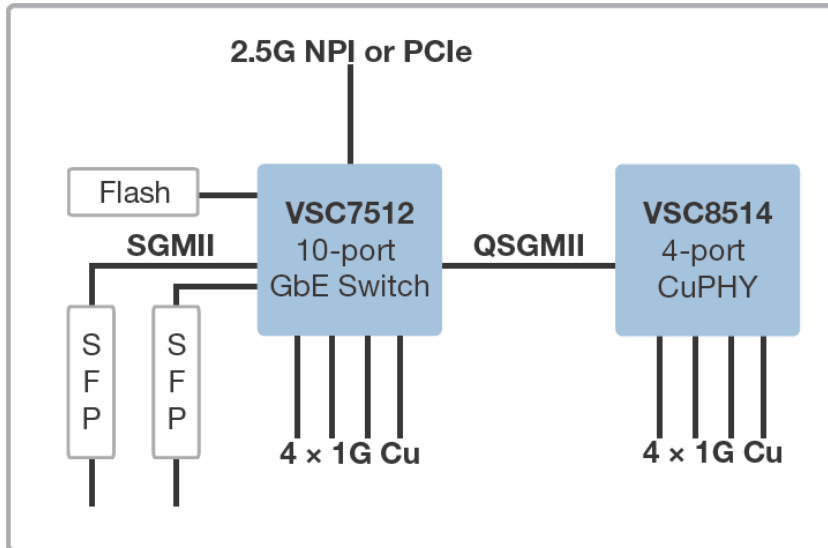 2.5G NPI or PCIe
Flash
VSC7512
10-port
GbE Switch
SGMII
QSGMII
VSC8514
4-port
CuPHY
S
F
P
S
F
P
4 × 1G Cu
4 × 1G Cu